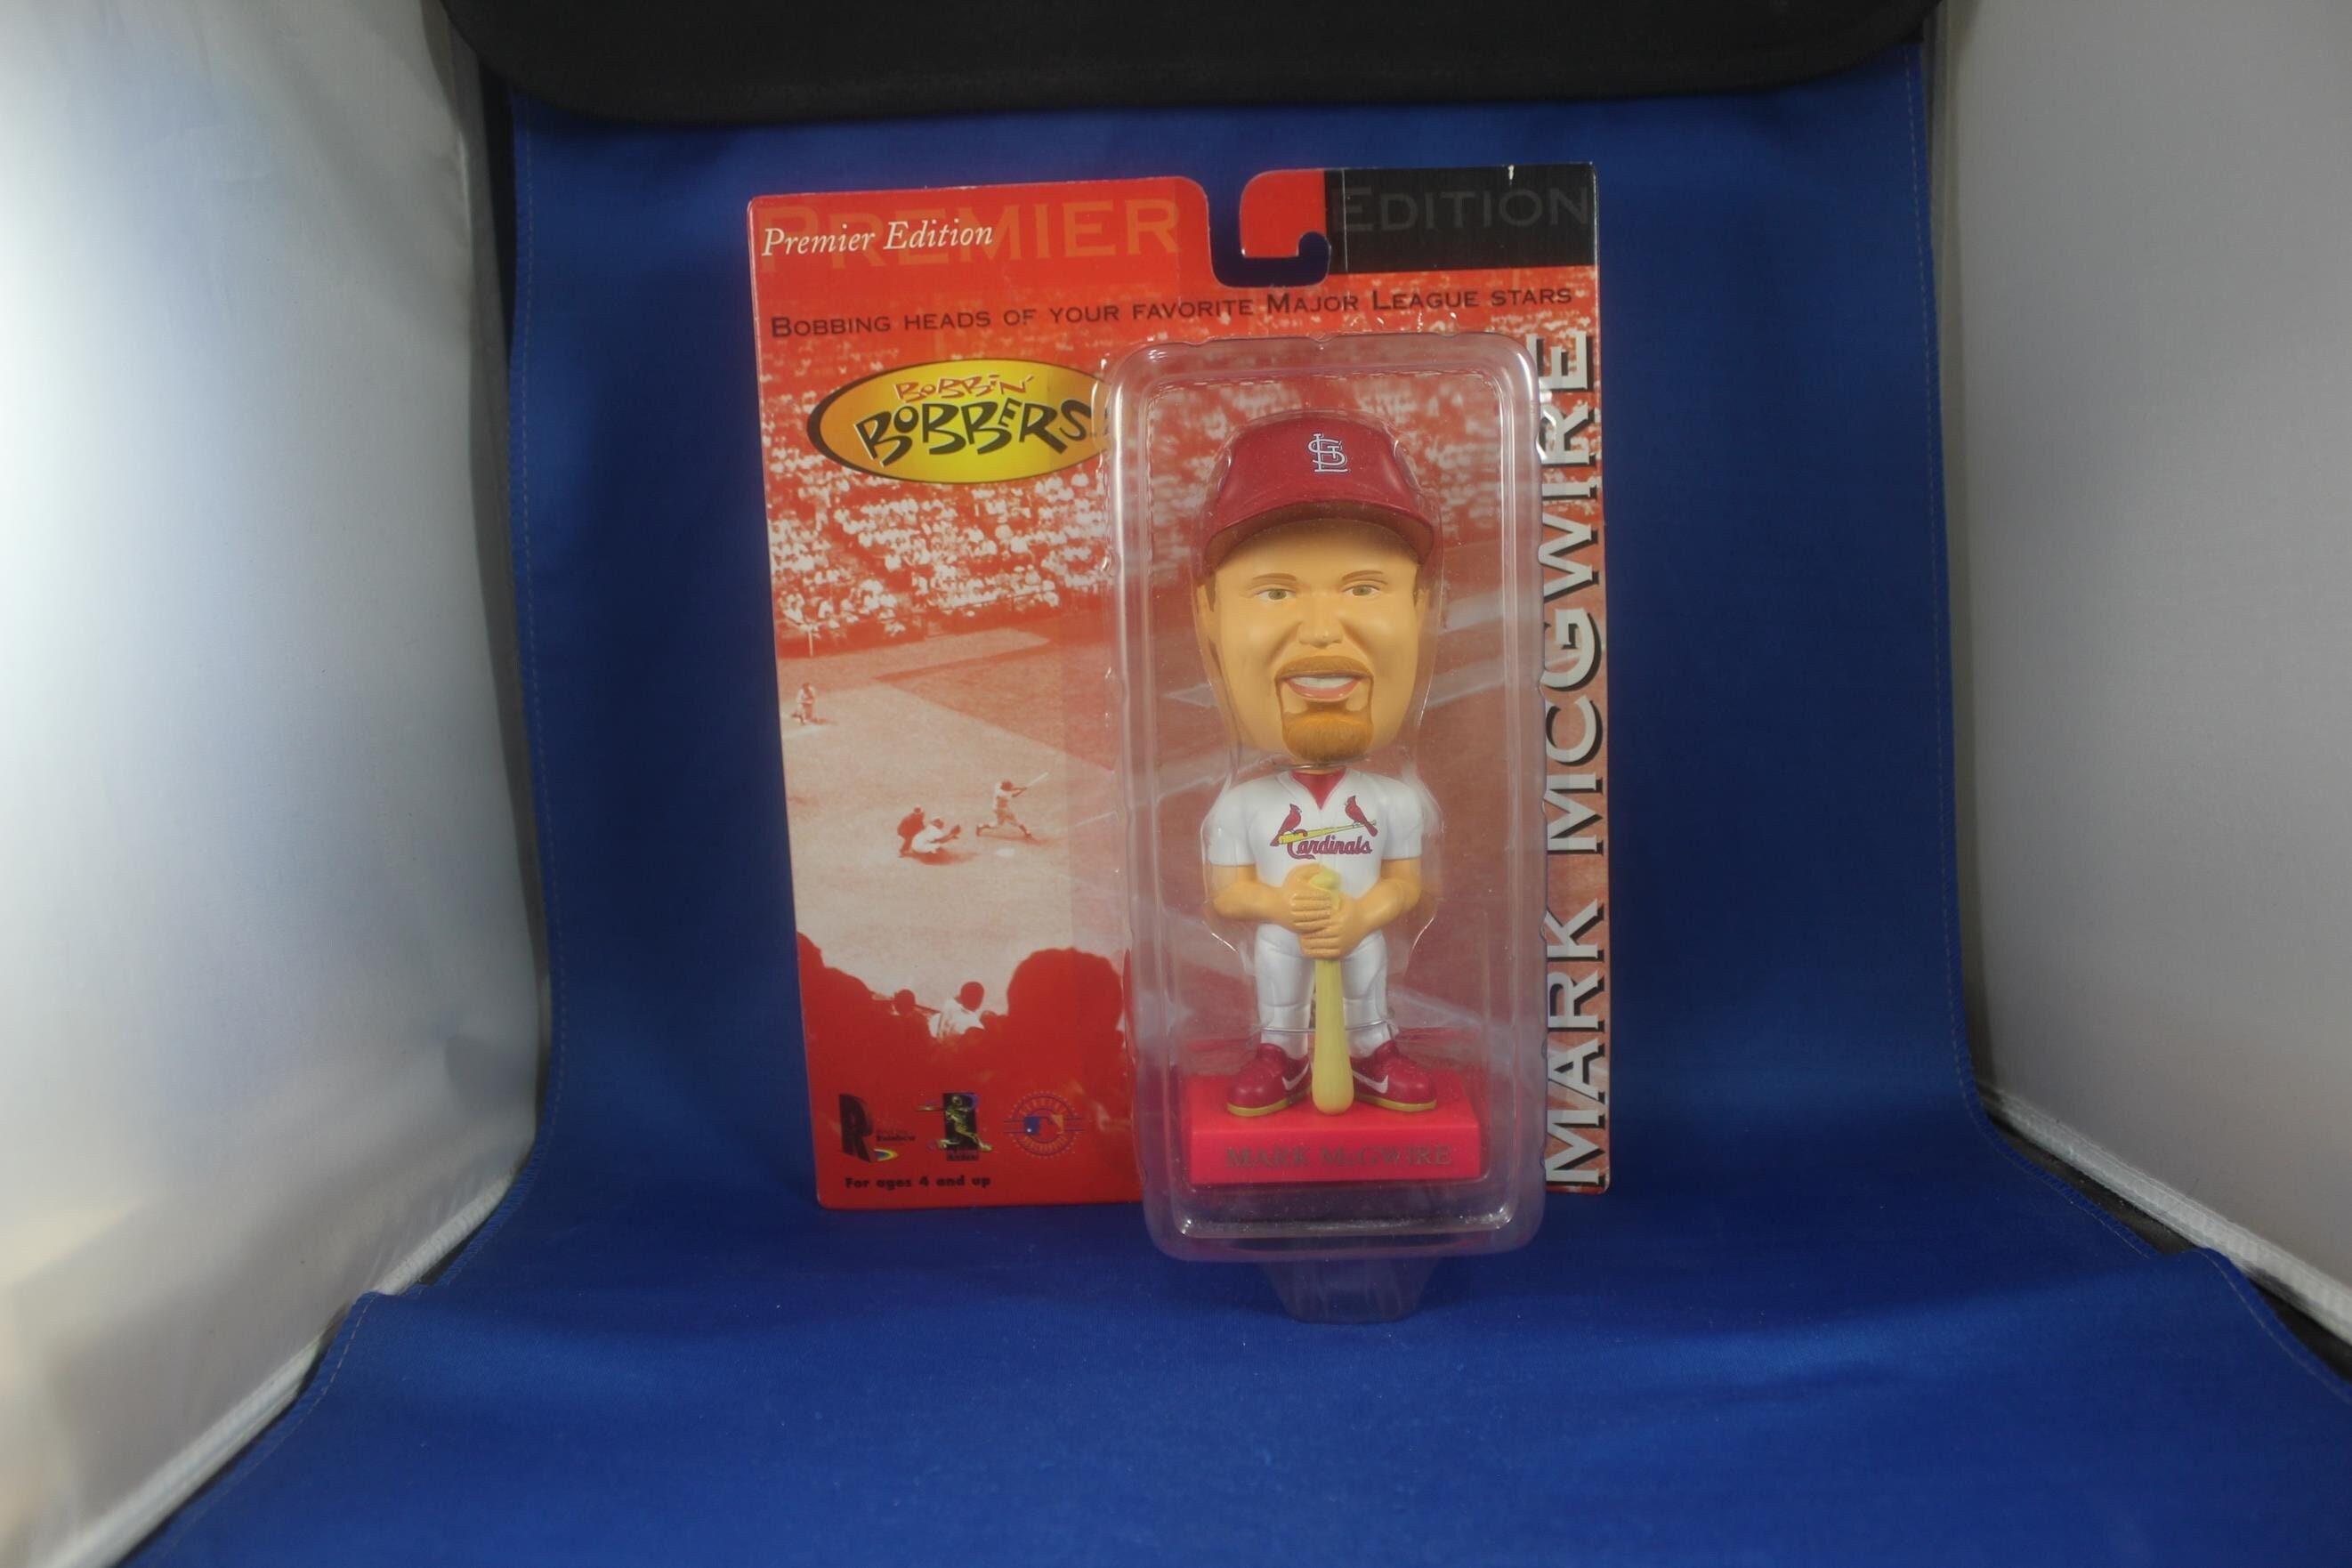 PREMIER
Premier Edition
EDITION
BOBBING HEADS OF YOUR FAVORITE MAJOR LEAGUE STARS
BOBBIN'
BOBBERS
STL
Cardinals
MARK MCGWIRE
MARK McGWIRE
R
For ages 4 and up